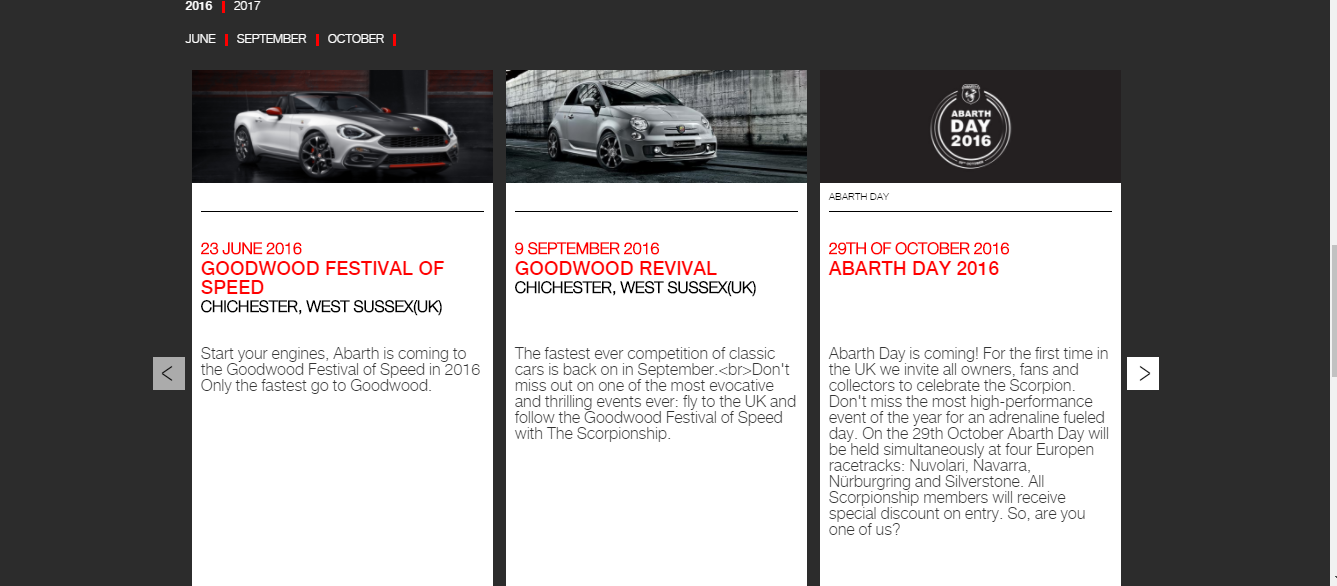 2016 2017
JUNE SEPTEMBER OCTOBER
ABARTH
DAY
2016
ABARTH DAY
23 JUNE 2016
GOODWOOD FESTIVAL OF
SPEED
CHICHESTER, WEST SUSSEX(UK)
Start your engines, Abarth is coming to
the Goodwood Festival of Speed in 2016
Only the fastest go to Goodwood.
9 SEPTEMBER 2016
GOODWOOD REVIVAL
CHICHESTER, WEST SUSSEX(UK)
The fastest ever competition of classic
cars is back on in September.<br>Don't
miss out on one of the most evocative
and thrilling events ever: fly to the UK and
follow the Goodwood Festival of Speed
with The Scorpionship.
29TH OF OCTOBER 2016
ABARTH DAY 2016
Abarth Day is coming! For the first time in
the UK we invite all owners, fans and
collectors to celebrate the Scorpion.
Don't miss the most high-performance
event of the year for an adrenaline fueled
day. On the 29th October Abarth Day will
be held simultaneously at four Europen
racetracks: Nuvolari, Navarra,
Nürburgring and Silverstone. All
Scorpionship members will receive
special discount on entry. So, are you
one of us?